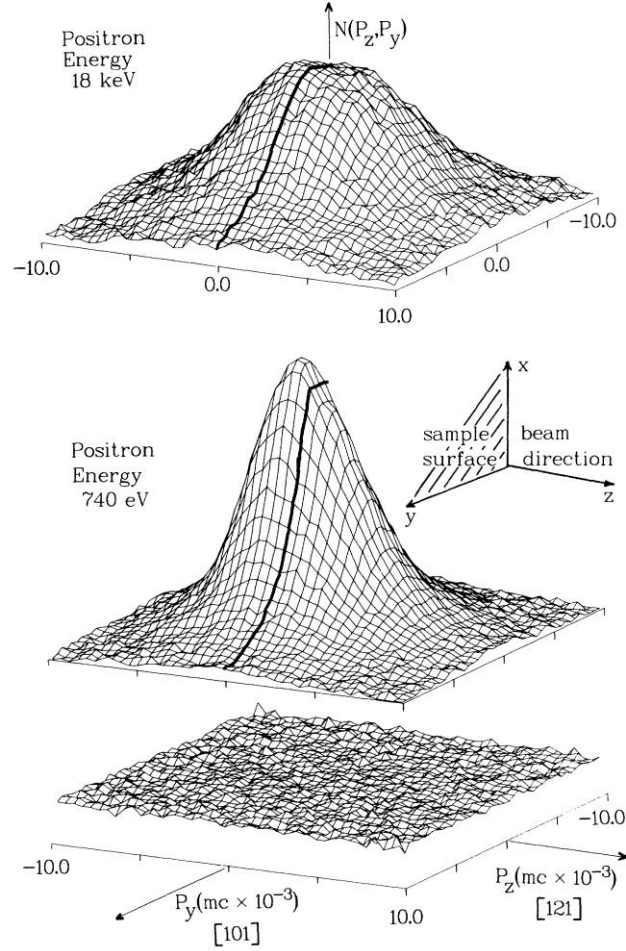 Positron
Energy
18 keV
N(P_z,P_y)
-10.0
0.0
10.0
0.0
-10.0
Positron
Energy
740 eV
x
sample
surface
beam
direction
y
z
-10.0
P_y(mc × 10^-3)
[101]
10.0
P_z(mc × 10^-3)
[121]
-10.0